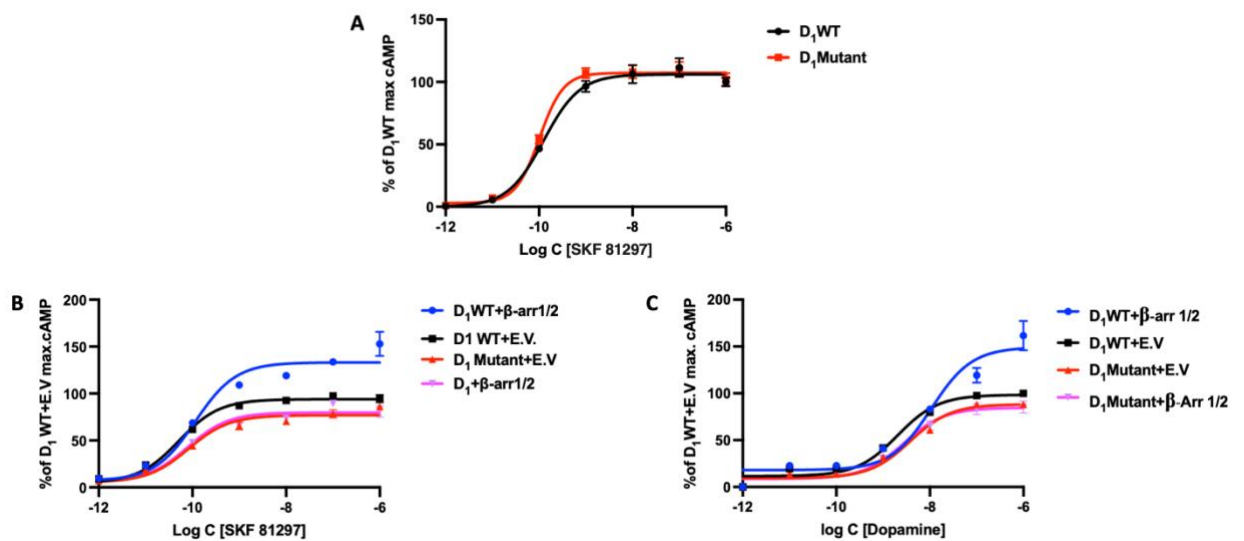 A
% of D₁WT max cAMP
150
100
50
0
-12
-10
-8
-6
Log C [SKF 81297]
D₁WT
D₁Mutant
B
%of D₁ WT+E.V max.cAMP
200
150
100
50
0
-12
-10
-8
-6
Log C [SKF 81297]
D₁WT+β-arr1/2
D1 WT+E.V.
D₁ Mutant+E.V
D₁+β-arr1/2
C
%of D₁WT+E.V max. cAMP
200
150
100
50
0
-12
-10
-8
-6
log C [Dopamine]
D₁WT+β-arr 1/2
D₁WT+E.V
D₁Mutant+E.V
D₁Mutant+β-Arr 1/2